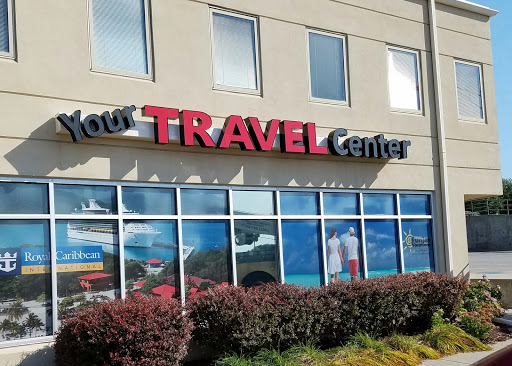 Your TRAVEL Center
Royal Caribbean
INTERNATIONAL